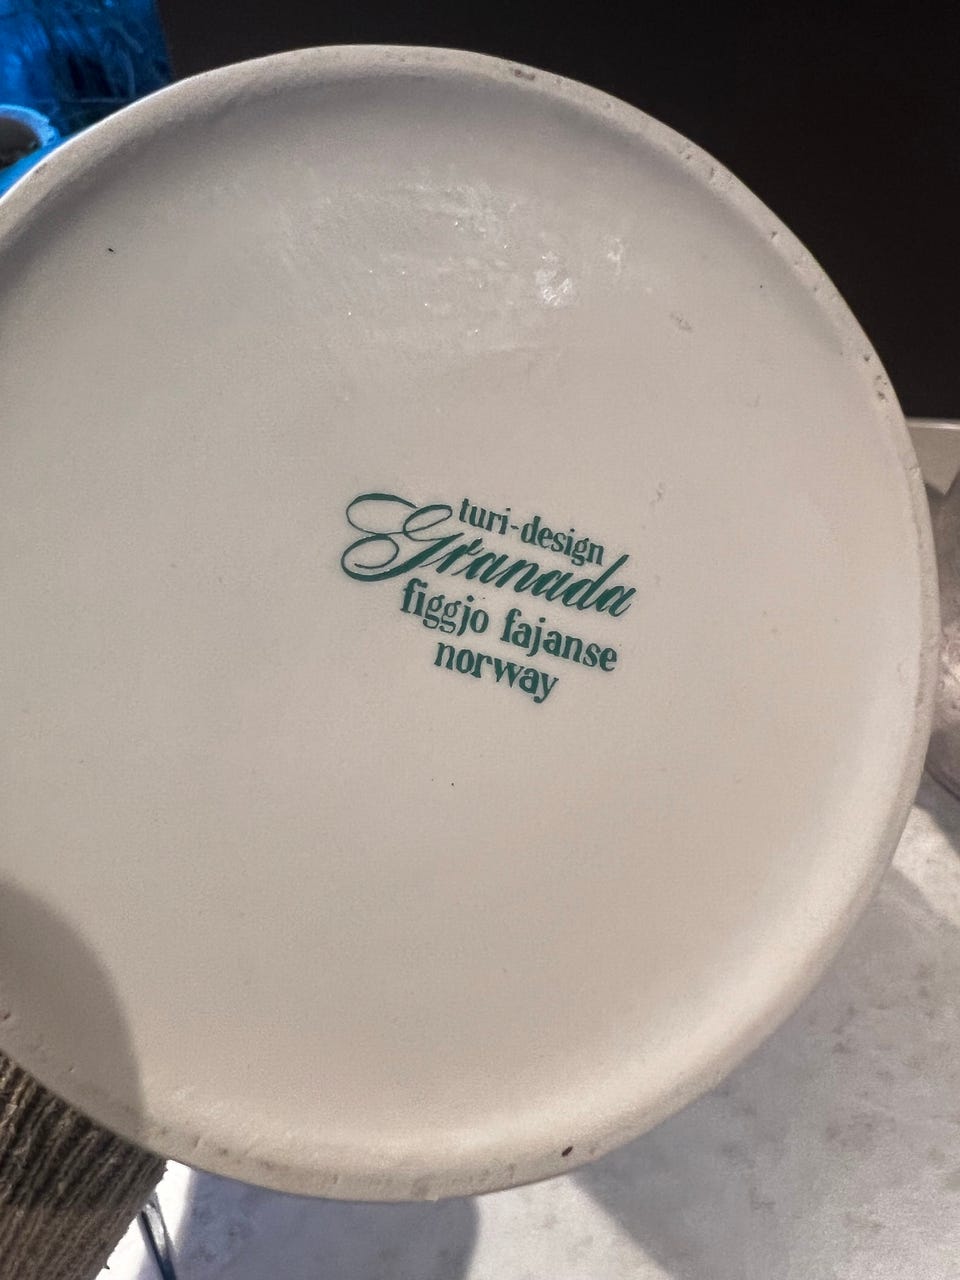 turi-design
Granada
figgjo fajanse
norway